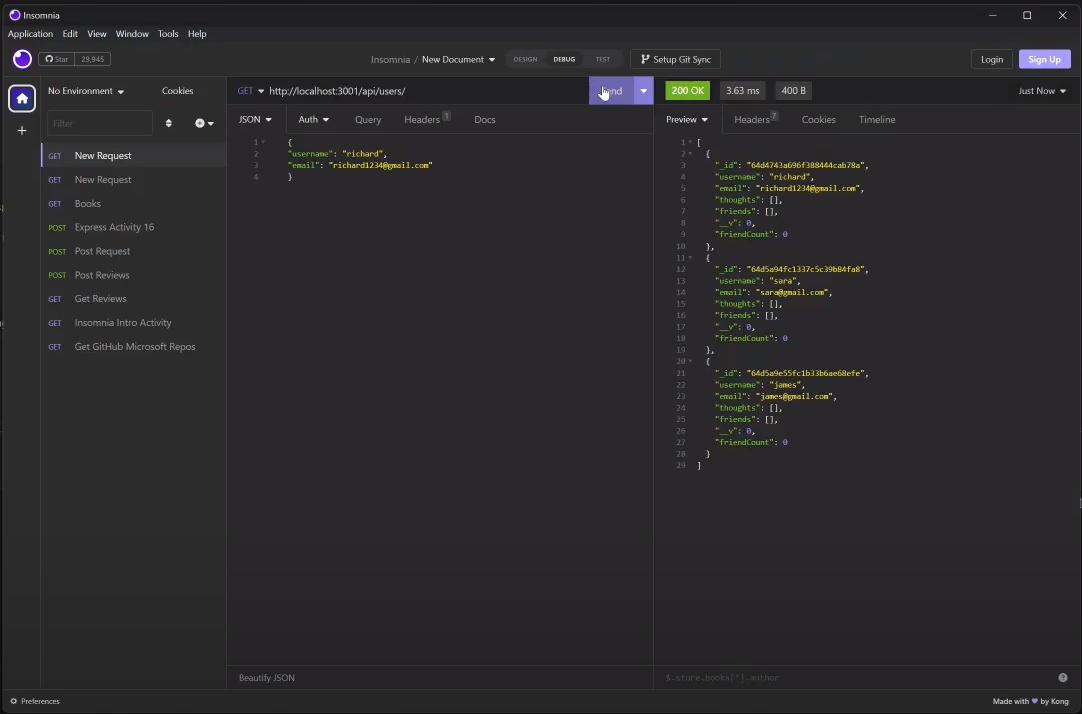 Insomnia
Application Edit View Window Tools Help
Star 29,945
Insomnia / New Document
DESIGN DEBUG TEST
Setup Git Sync
Login
Sign Up
No Environment
Cookies
Filter
GET New Request
GET New Request
GET Books
POST Express Activity 16
POST Post Request
POST Post Reviews
GET Get Reviews
GET Insomnia Intro Activity
GET Get GitHub Microsoft Repos
GET http://localhost:3001/api/users/
JSON Auth Query Headers 1 Docs
1 {
2 "username": "richard",
3 "email": "richard1234@gmail.com"
4 }
Beautify JSON
200 OK 3.63 ms 400 B Just Now
Preview Headers 7 Cookies Timeline
1 [
2 {
3 "_id": "64d4743a696f388444cab78a",
4 "username": "richard",
5 "email": "richard1234@gmail.com",
6 "thoughts": [],
7 "friends": [],
8 "__v": 0,
9 "friendCount": 0
10 },
11 {
12 "_id": "64d5a94fc1337c5c39b84fa8",
13 "username": "sara",
14 "email": "sara@gmail.com",
15 "thoughts": [],
16 "friends": [],
17 "__v": 0,
18 "friendCount": 0
19 },
20 {
21 "_id": "64d5a9e55fc1b33b6ae68efe",
22 "username": "james",
23 "email": "james@gmail.com",
24 "thoughts": [],
25 "friends": [],
26 "__v": 0,
27 "friendCount": 0
28 }
29 ]
$.store.books[*].author
Preferences
Made with ♥ by Kong